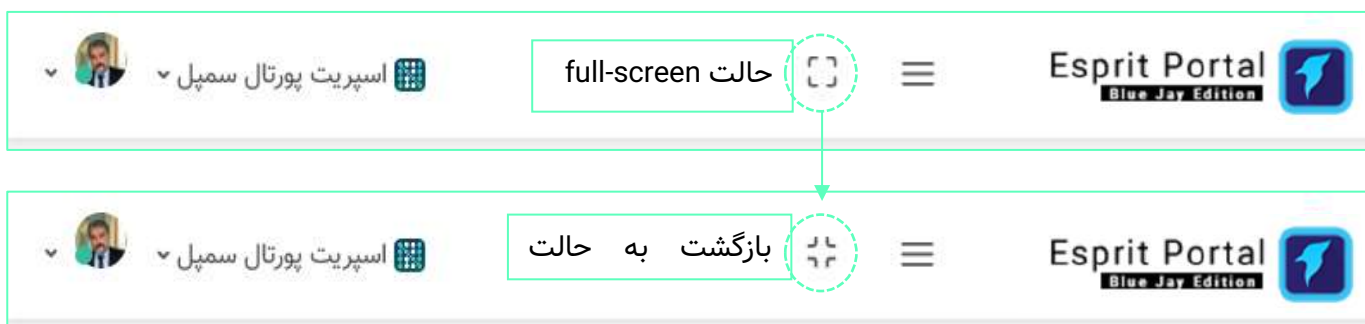 Esprit Portal
Blue Jay Edition
حالت full-screen
اسپریت پورتال سمپل
Esprit Portal
Blue Jay Edition
بازگشت به حالت
اسپریت پورتال سمپل